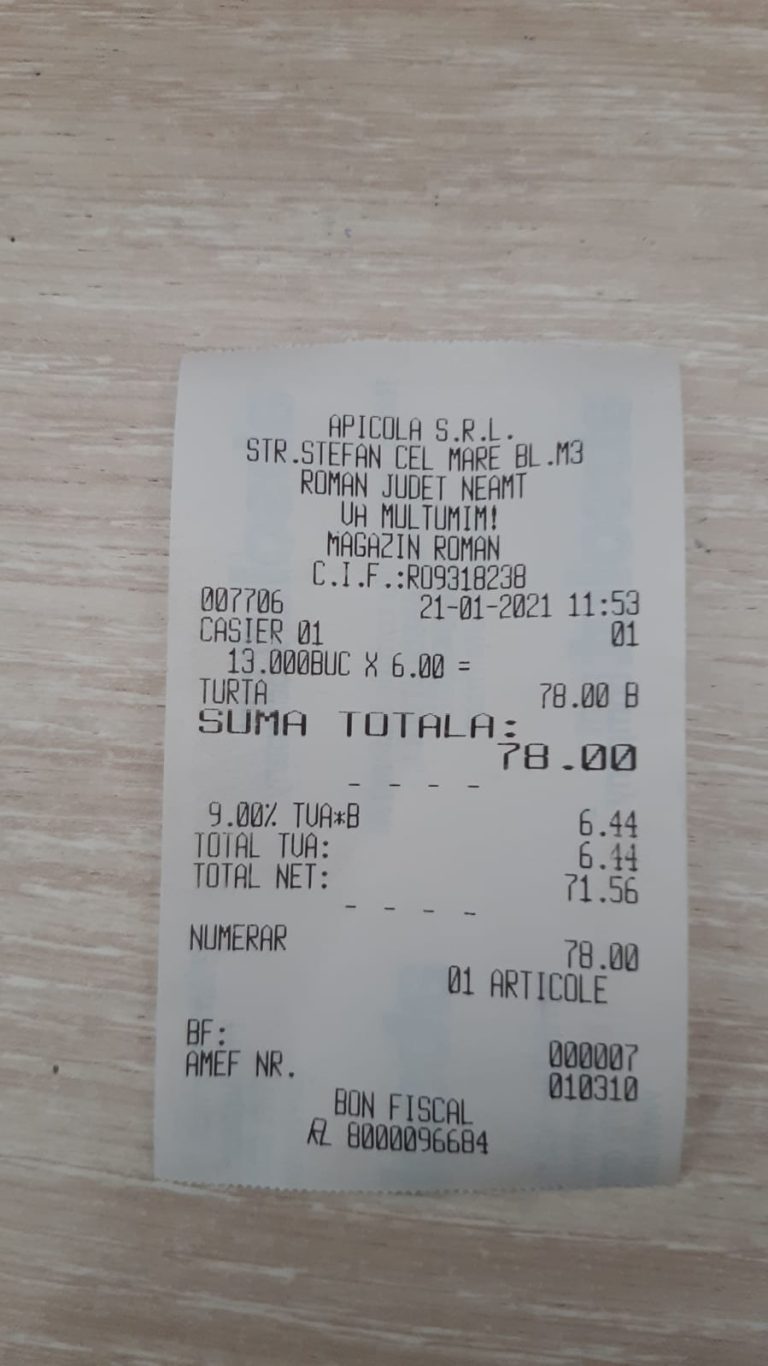 APICOLA S.R.L.
STR.STEFAN CEL MARE BL.M3
ROMAN JUDET NEAMT
VA MULTUMIM!
MAGAZIN ROMAN
C.I.F.:RO9318238
007706 21-01-2021 11:53
CASIER 01 01
13.000BUC X 6.00 =
TURTA 78.00 B
SUMA TOTALA:
78.00
- - - -
9.00% TVA*B 6.44
TOTAL TVA: 6.44
TOTAL NET: 71.56
- - - -
NUMERAR 78.00
01 ARTICOLE
BF: 000007
AMEF NR. 010310
BON FISCAL
8000096684